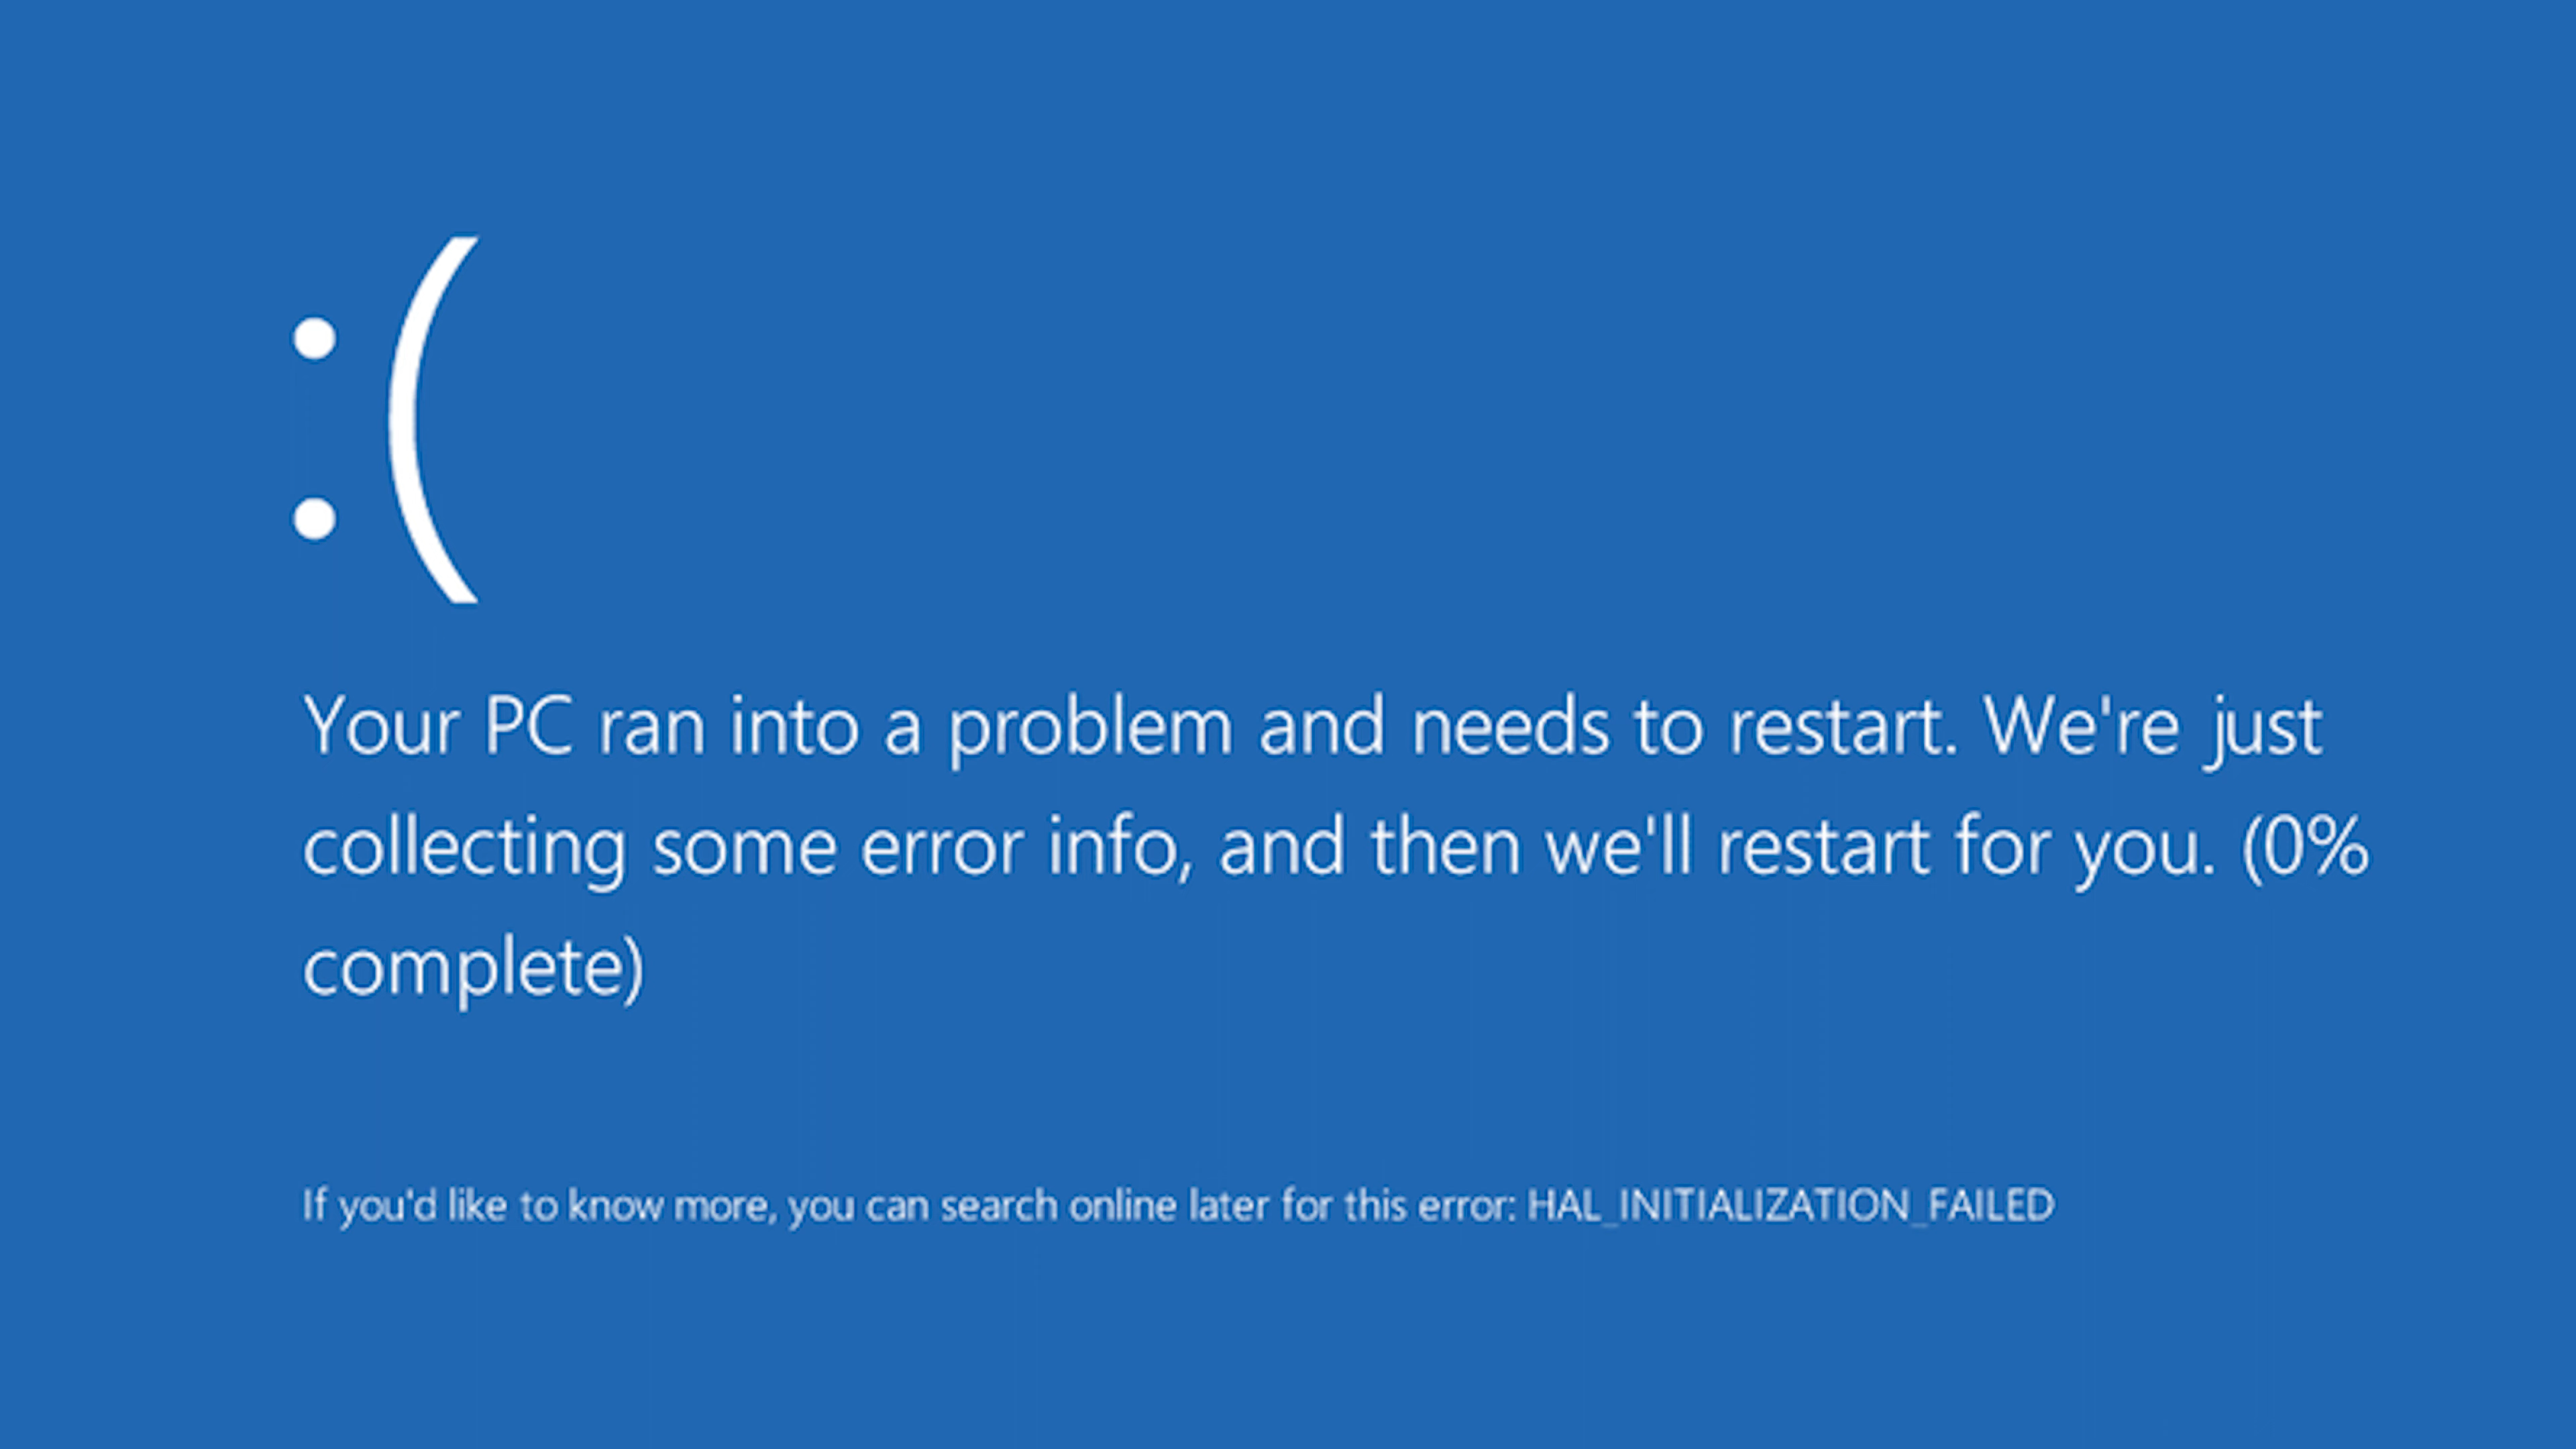 :(
Your PC ran into a problem and needs to restart. We're just
collecting some error info, and then we'll restart for you. (0%
complete)
If you'd like to know more, you can search online later for this error: HAL_INITIALIZATION_FAILED